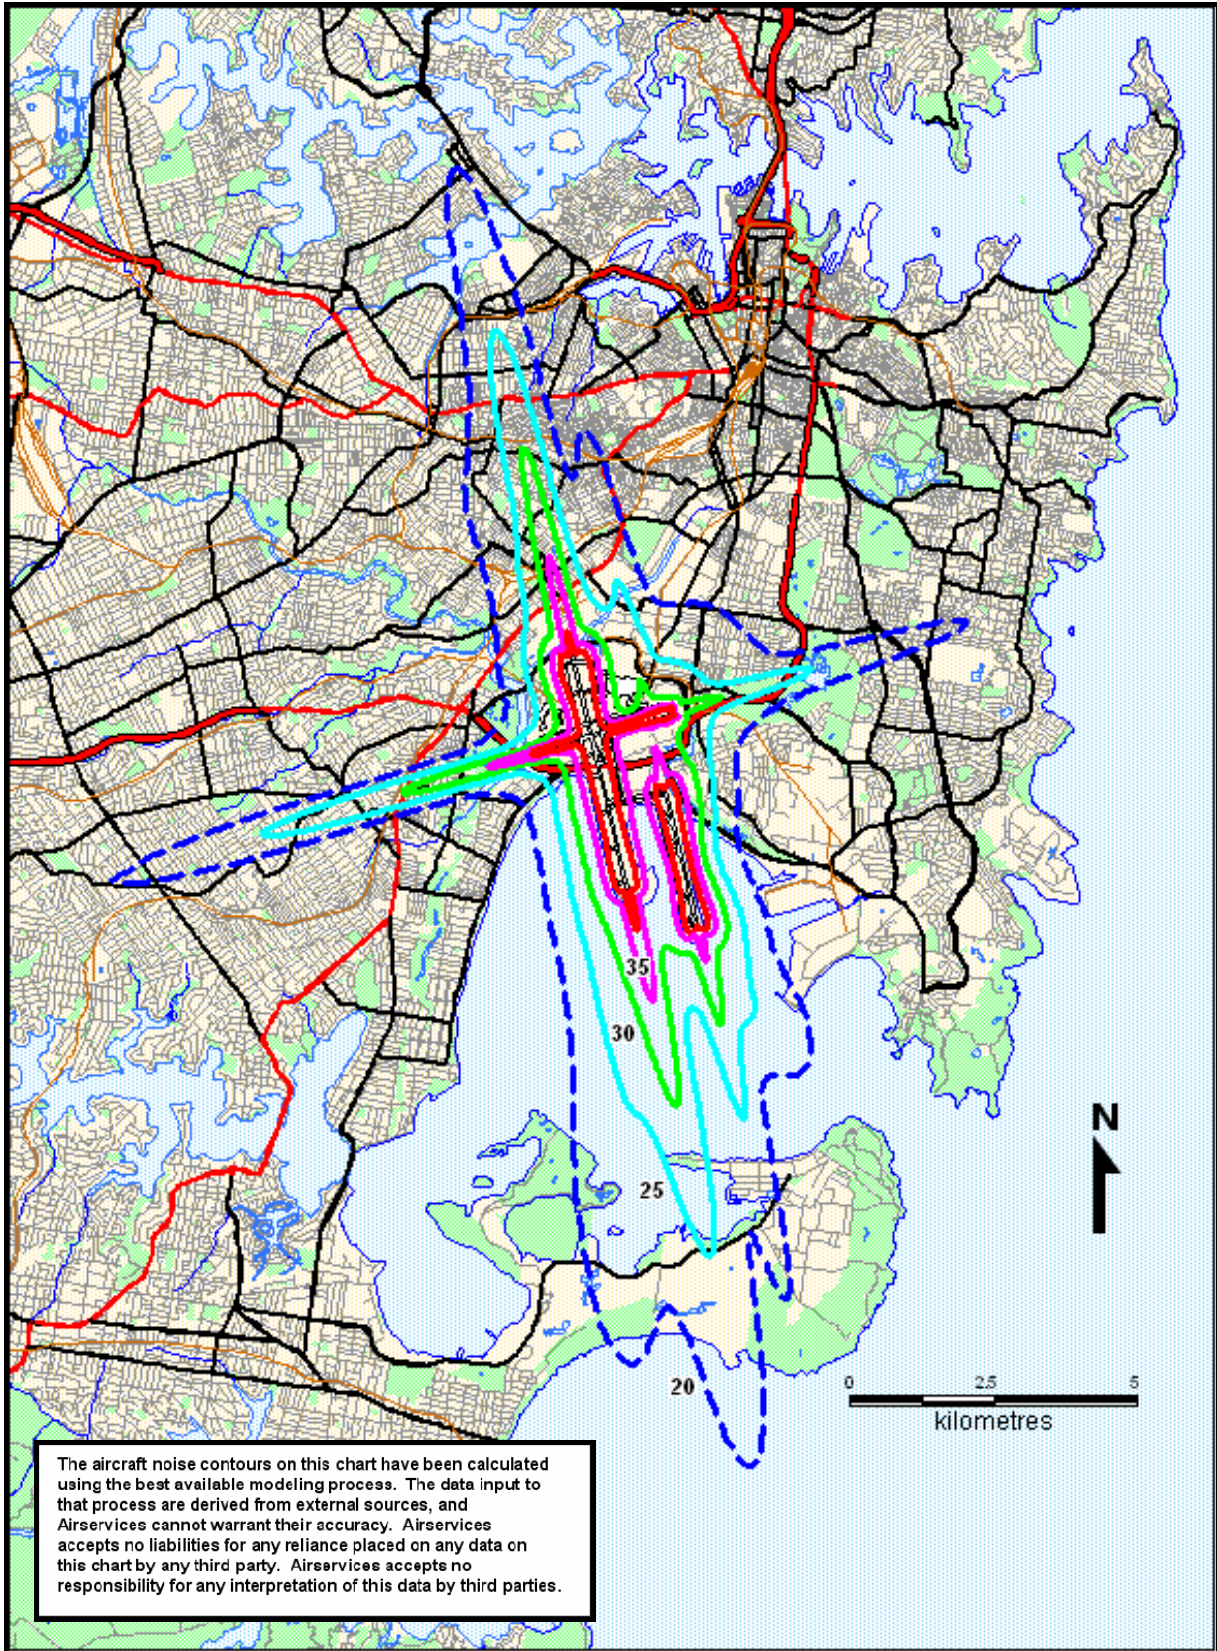 35
30
N
25
20
0 2.5 5
kilometres
The aircraft noise contours on this chart have been calculated
using the best available modeling process. The data input to
that process are derived from external sources, and
Airservices cannot warrant their accuracy. Airservices
accepts no liabilities for any reliance placed on any data on
this chart by any third party. Airservices accepts no
responsibility for any interpretation of this data by third parties.